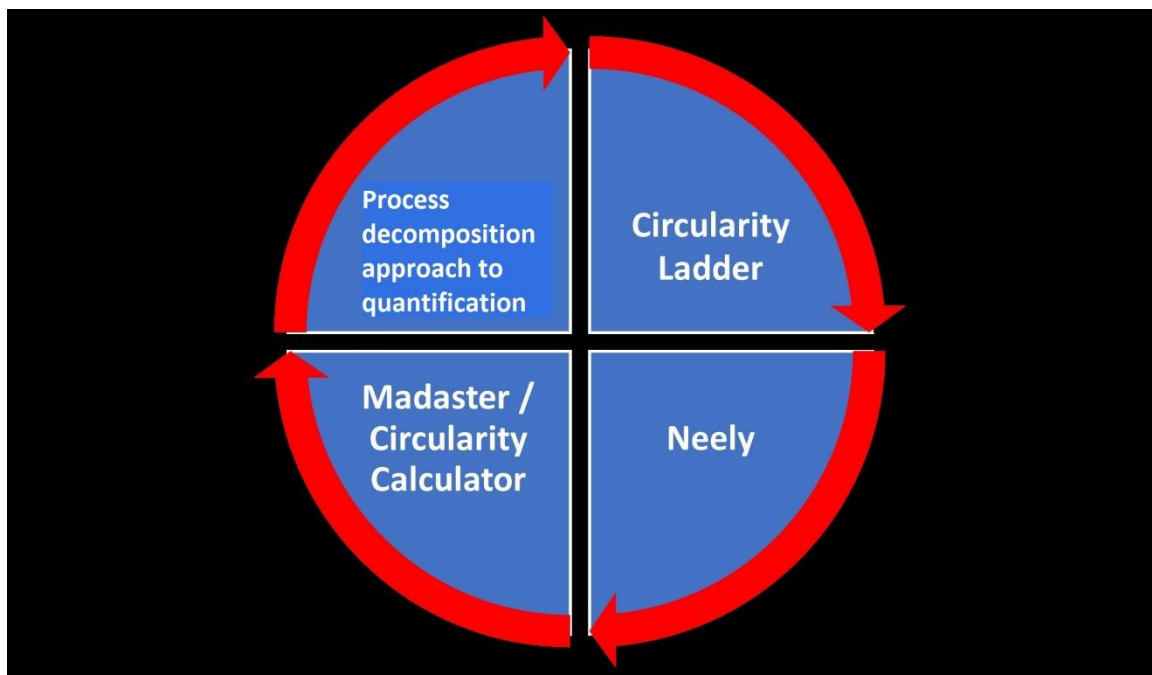 Process
decomposition
approach to
quantification
Circularity
Ladder
Madaster /
Circularity
Calculator
Neely